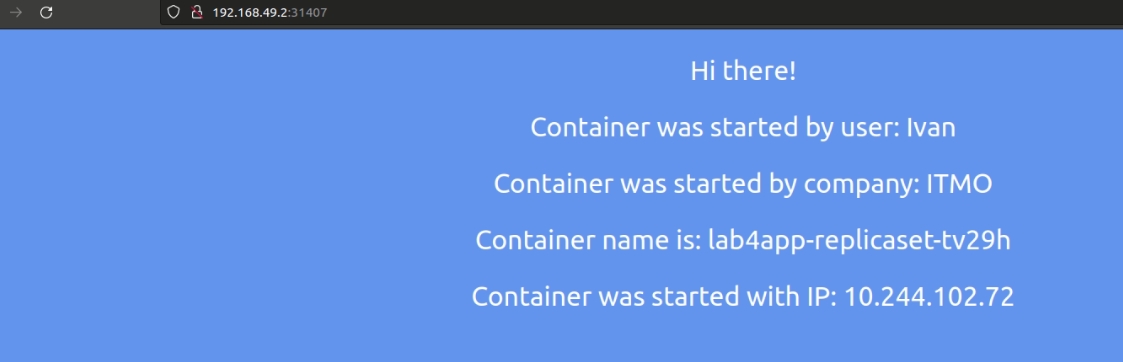 192.168.49.2:31407
Hi there!
Container was started by user: Ivan
Container was started by company: ITMO
Container name is: lab4app-replicaset-tv29h
Container was started with IP: 10.244.102.72